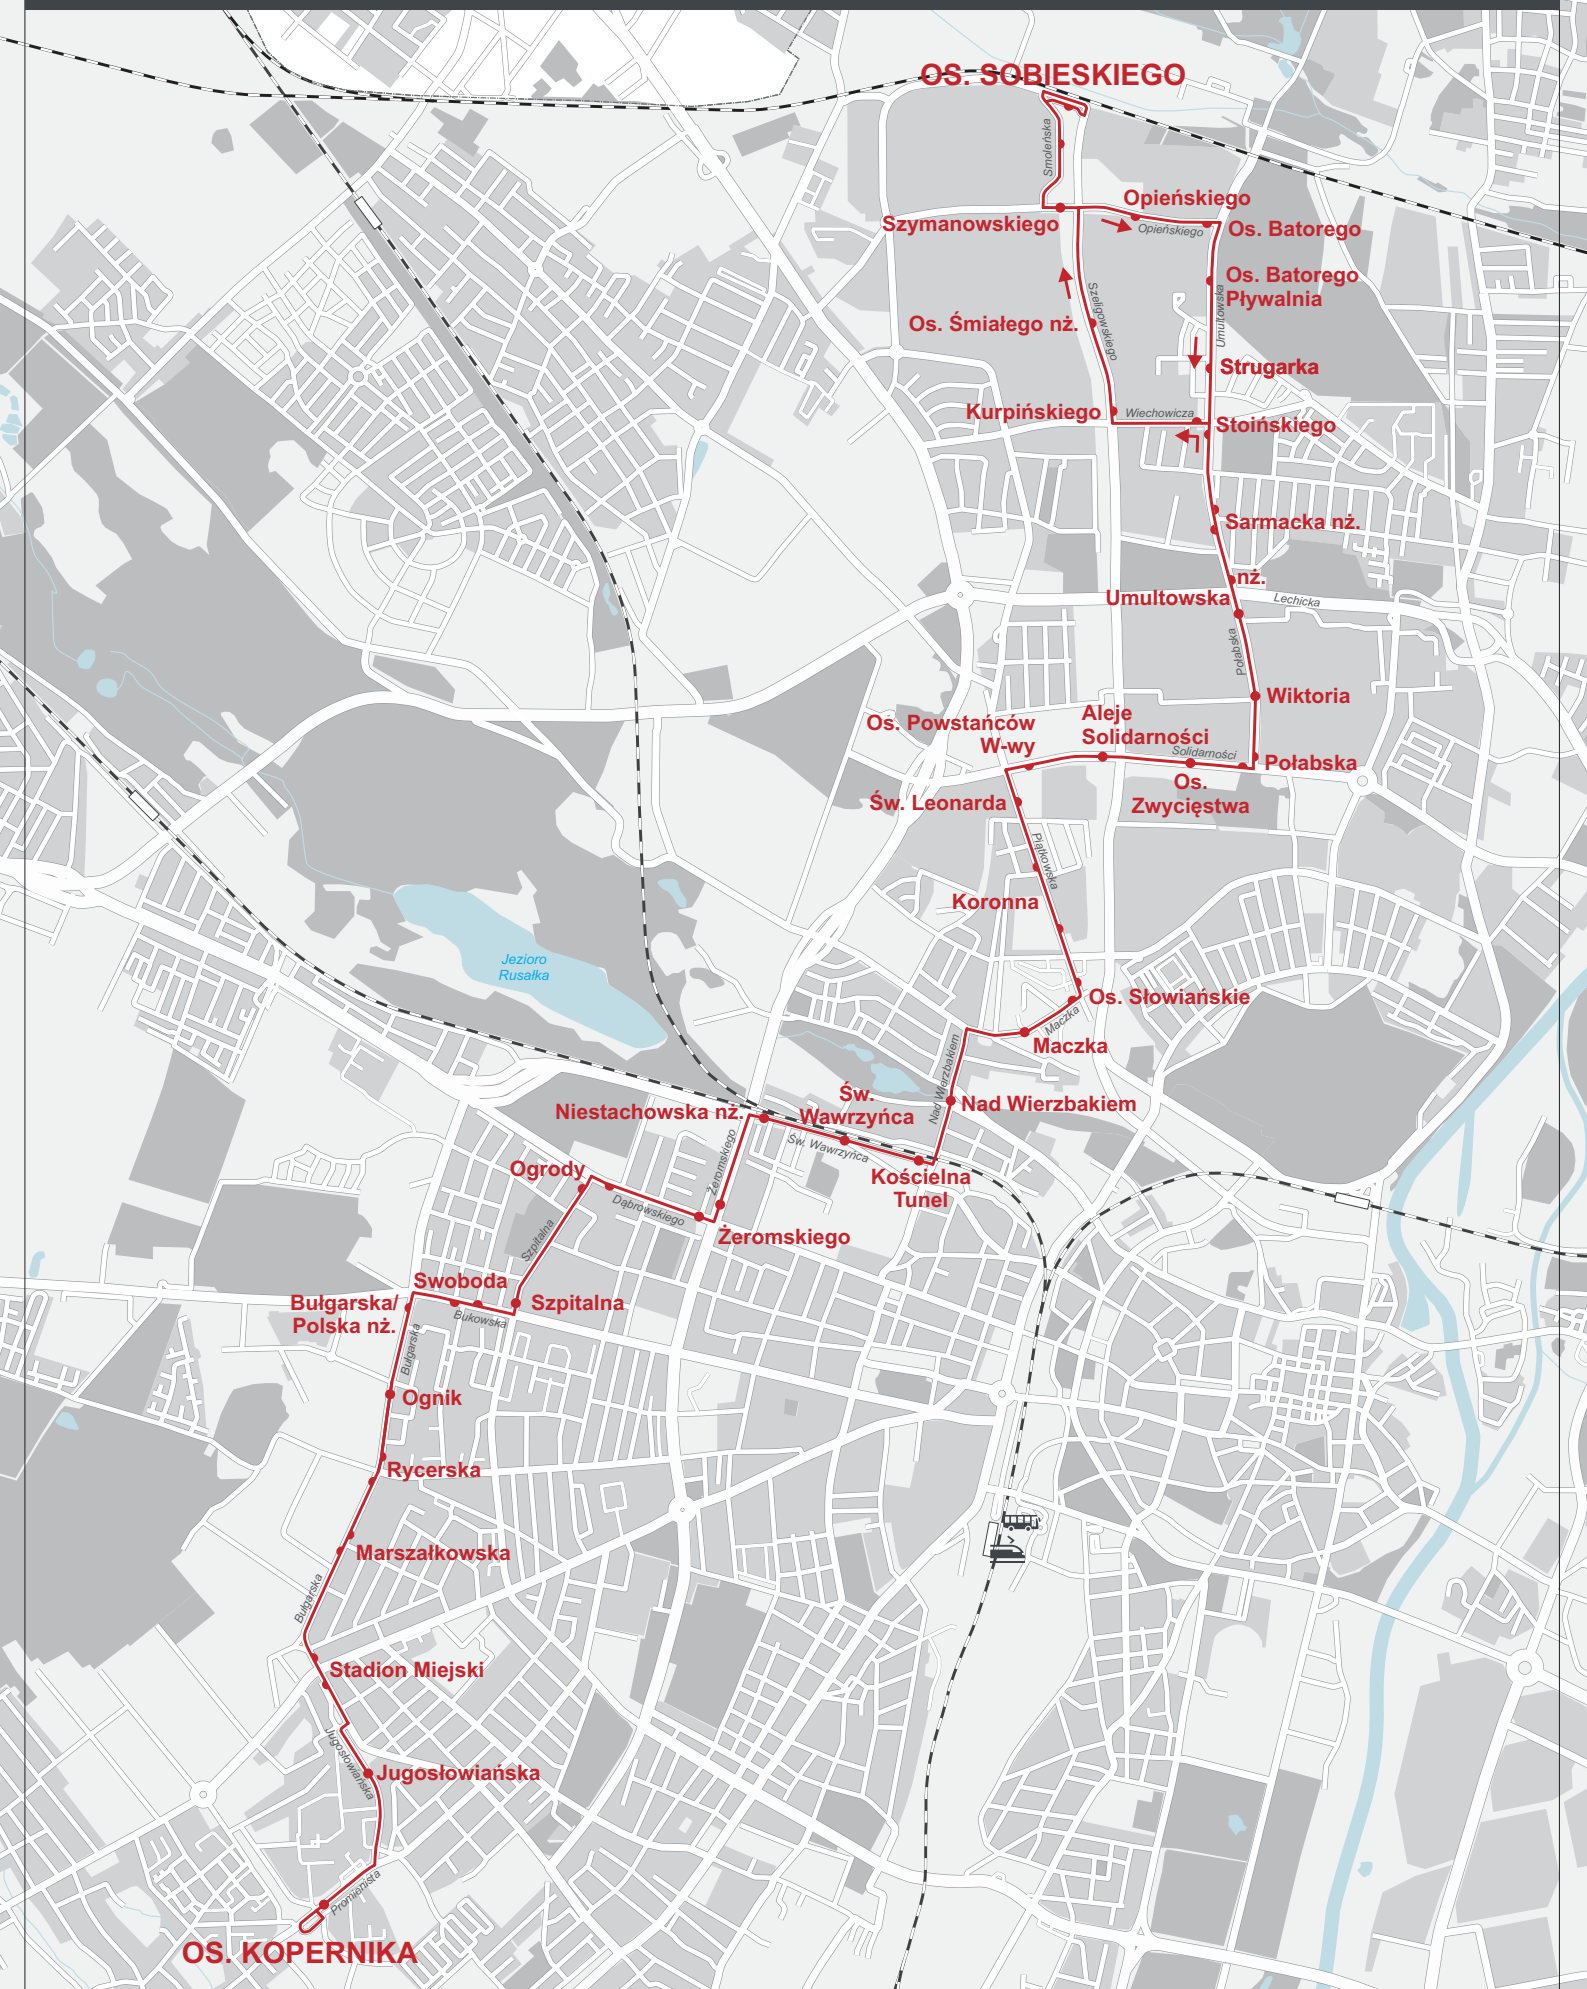 OS. SOBIESKIEGO
Smoleńska
Opieńskiego
Szymanowskiego
Opieńskiego
Os. Batorego
Os. Batorego
Pływalnia
Szeligowskiego
Umultowska
Os. Śmiałego nż.
Strugarka
Kurpińskiego
Wiechowicza
Stoińskiego
Sarmacka nż.
nż.
Umultowska
Lechicka
Połabska
Wiktoria
Os. Powstańców
W-wy
Aleje
Solidarności
Solidarności
Połabska
Os.
Zwycięstwa
Św. Leonarda
Piątkowska
Koronna
Jezioro
Rusałka
Os. Słowiańskie
Maczka
Maczka
Nad Wierzbakiem
Nad Wierzbakiem
Św.
Wawrzyńca
Niestachowska nż.
Św. Wawrzyńca
Żeromskiego
Kościelna
Tunel
Ogrody
Dąbrowskiego
Żeromskiego
Szpitalna
Swoboda
Szpitalna
Bułgarska/
Polska nż.
Bukowska
Bułgarska
Ognik
Rycerska
Marszałkowska
Bułgarska
Stadion Miejski
Jugosłowiańska
Jugosłowiańska
Promienista
OS. KOPERNIKA